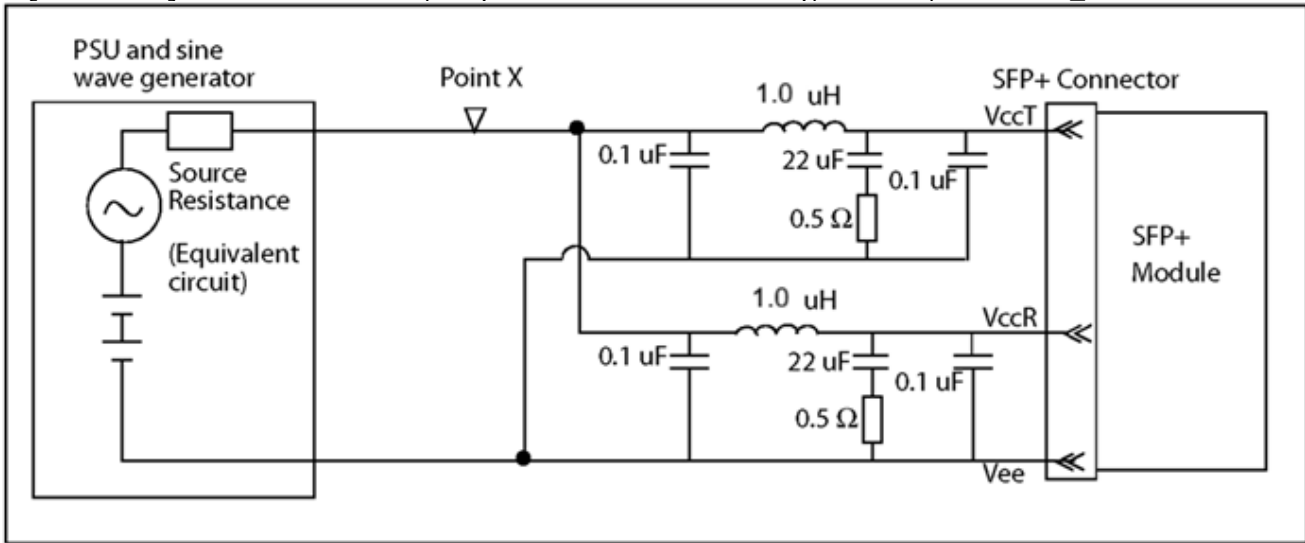 PSU and sine
wave generator
Point X
SFP+ Connector
1.0 uH
VccT
0.1 uF
22 uF
0.1 uF
Source
Resistance
0.5 Ω
(Equivalent
circuit)
SFP+
Module
1.0 uH
VccR
0.1 uF
22 uF
0.1 uF
0.5 Ω
Vee